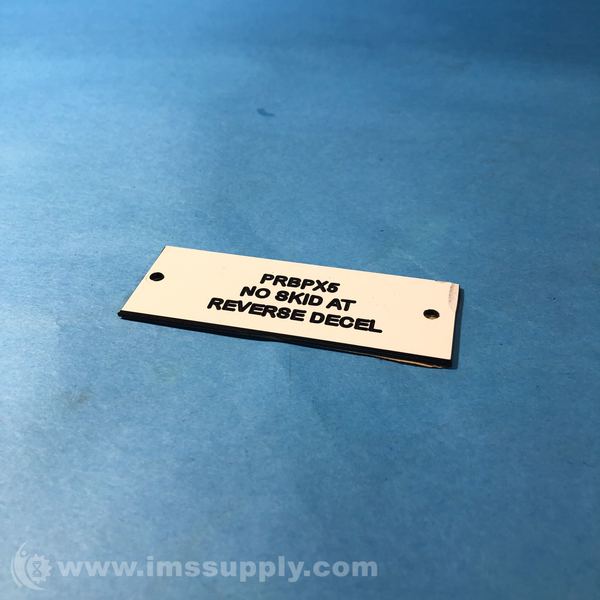 PRBPX5
NO SKID AT
REVERSE DECEL
www.imssupply.com